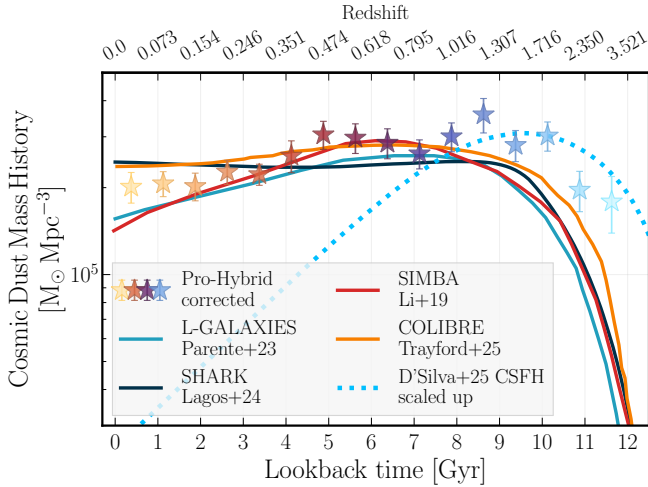 Redshift
0.0 0.073 0.154 0.246 0.351 0.474 0.618 0.795 1.016 1.307 1.716 2.350 3.521
Cosmic Dust Mass History
[M⊙ Mpc⁻³]
10⁵
Pro-Hybrid
corrected
L-GALAXIES
Parente+23
SHARK
Lagos+24
SIMBA
Li+19
COLIBRE
Trayford+25
D'Silva+25 CSFH
scaled up
0 1 2 3 4 5 6 7 8 9 10 11 12
Lookback time [Gyr]